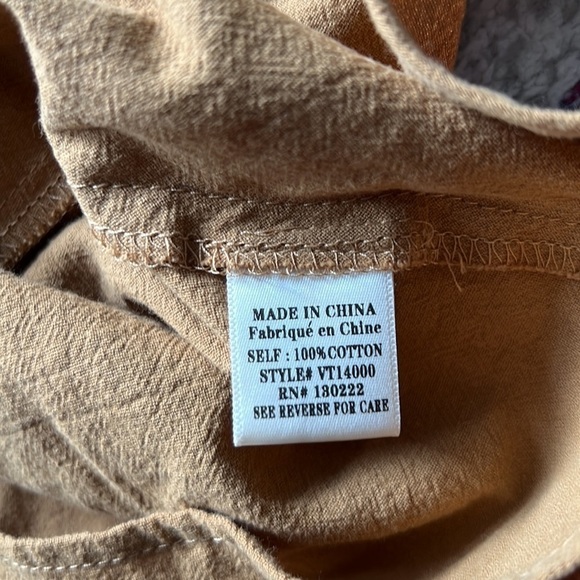 MADE IN CHINA
Fabriqué en Chine
SELF : 100% COTTON
STYLE# VT14000
RN# 130222
SEE REVERSE FOR CARE